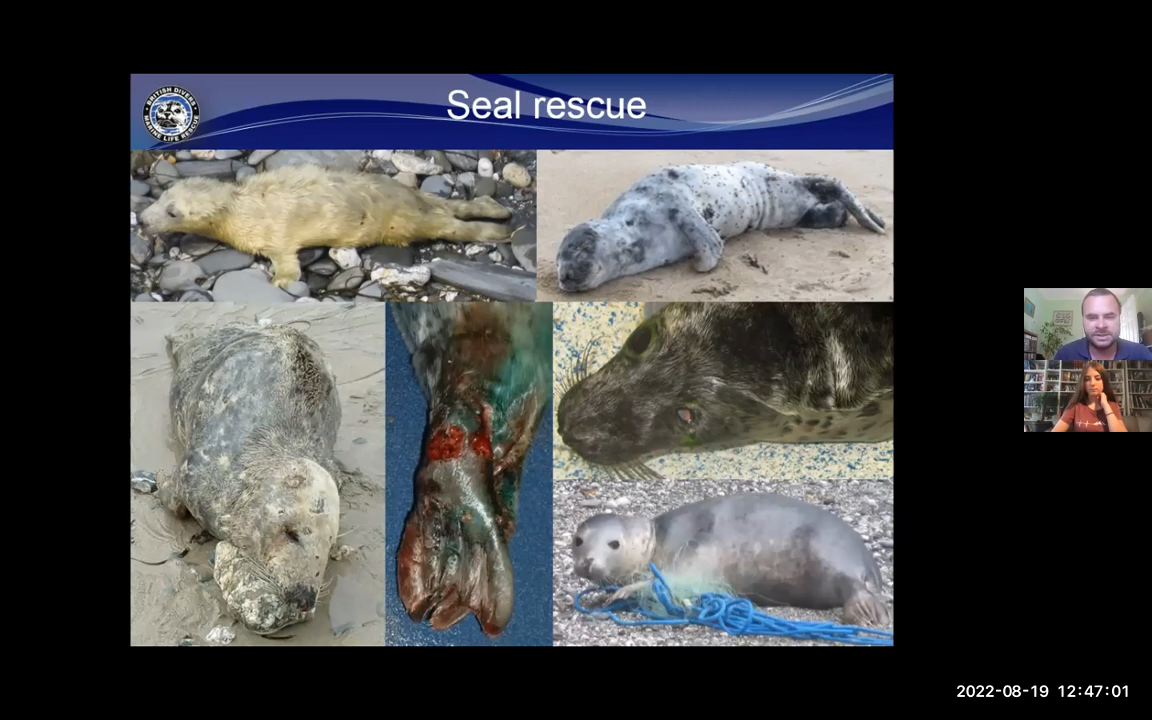 Seal rescue
BRITISH DIVERS
MARINE LIFE RESCUE
2022-08-19 12:47:01